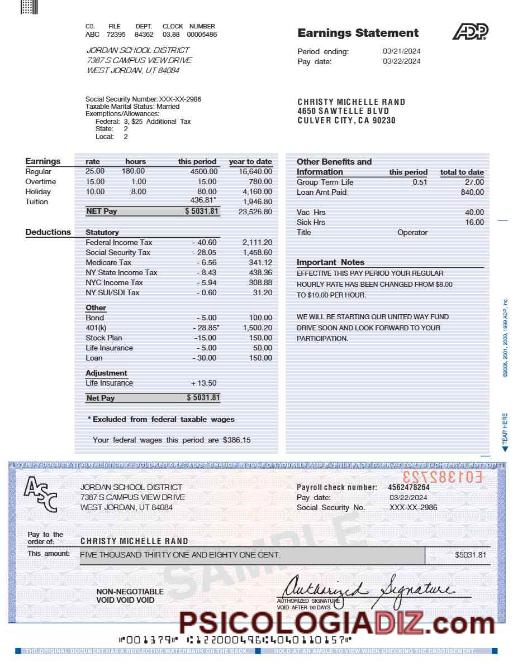 CO. FILE DEPT. CLOCK NUMBER
ABC 72395 84352 03.88 00005486
Earnings Statement
ADP
JORDAN SCHOOL DISTRICT
7387 S CAMPUS VIEW DRIVE
WEST JORDAN, UT 84084
Period ending: 03/21/2024
Pay date: 03/22/2024
Social Security Number: XXX-XX-2986
Taxable Marital Status: Married
Exemptions/Allowances:
Federal: 3, $25 Additional Tax
State: 2
Local: 2
CHRISTY MICHELLE RAND
4650 SAWTELLE BLVD
CULVER CITY, CA 90230
Earnings rate hours this period year to date
Regular 25.00 180.00 4500.00 16,640.00
Overtime 15.00 1.00 15.00 780.00
Holiday 10.00 8.00 80.00 4,160.00
Tuition 436.81* 1,946.80
NET Pay $ 5031.81 23,526.80
Deductions Statutory
Federal Income Tax - 40.60 2,111.20
Social Security Tax - 28.05 1,458.60
Medicare Tax - 6.56 341.12
NY State Income Tax - 8.43 438.36
NYC Income Tax - 5.94 308.88
NY SUI/SDI Tax - 0.60 31.20
Other
Bond - 5.00 100.00
401(k) - 28.85* 1,500.20
Stock Plan -15.00 150.00
Life Insurance - 5.00 50.00
Loan - 30.00 150.00
Adjustment
Life Insurance + 13.50
Net Pay $ 5031.81
* Excluded from federal taxable wages
Your federal wages this period are $386.15
Other Benefits and
Information this period total to date
Group Term Life 0.51 27.00
Loan Amt Paid 840.00
Vac Hrs 40.00
Sick Hrs 16.00
Title Operator
Important Notes
EFFECTIVE THIS PAY PERIOD YOUR REGULAR
HOURLY RATE HAS BEEN CHANGED FROM $8.00
TO $10.00 PER HOUR.
WE WILL BE STARTING OUR UNITED WAY FUND
DRIVE SOON AND LOOK FORWARD TO YOUR
PARTICIPATION.
TEAR HERE
E01382723
JORDAN SCHOOL DISTRICT
7387 S CAMPUS VIEW DRIVE
WEST JORDAN, UT 84084
Payroll check number: 4562478264
Pay date: 03/22/2024
Social Security No. XXX-XX-2986
Pay to the
order of: CHRISTY MICHELLE RAND
This amount: FIVE THOUSAND THIRTY ONE AND EIGHTY ONE CENT. $5031.81
SAMPLE
NON-NEGOTIABLE
VOID VOID VOID
Authorized Signature
AUTHORIZED SIGNATURE
VOID AFTER 90 DAYS
PSICOLOGIADIZ.com